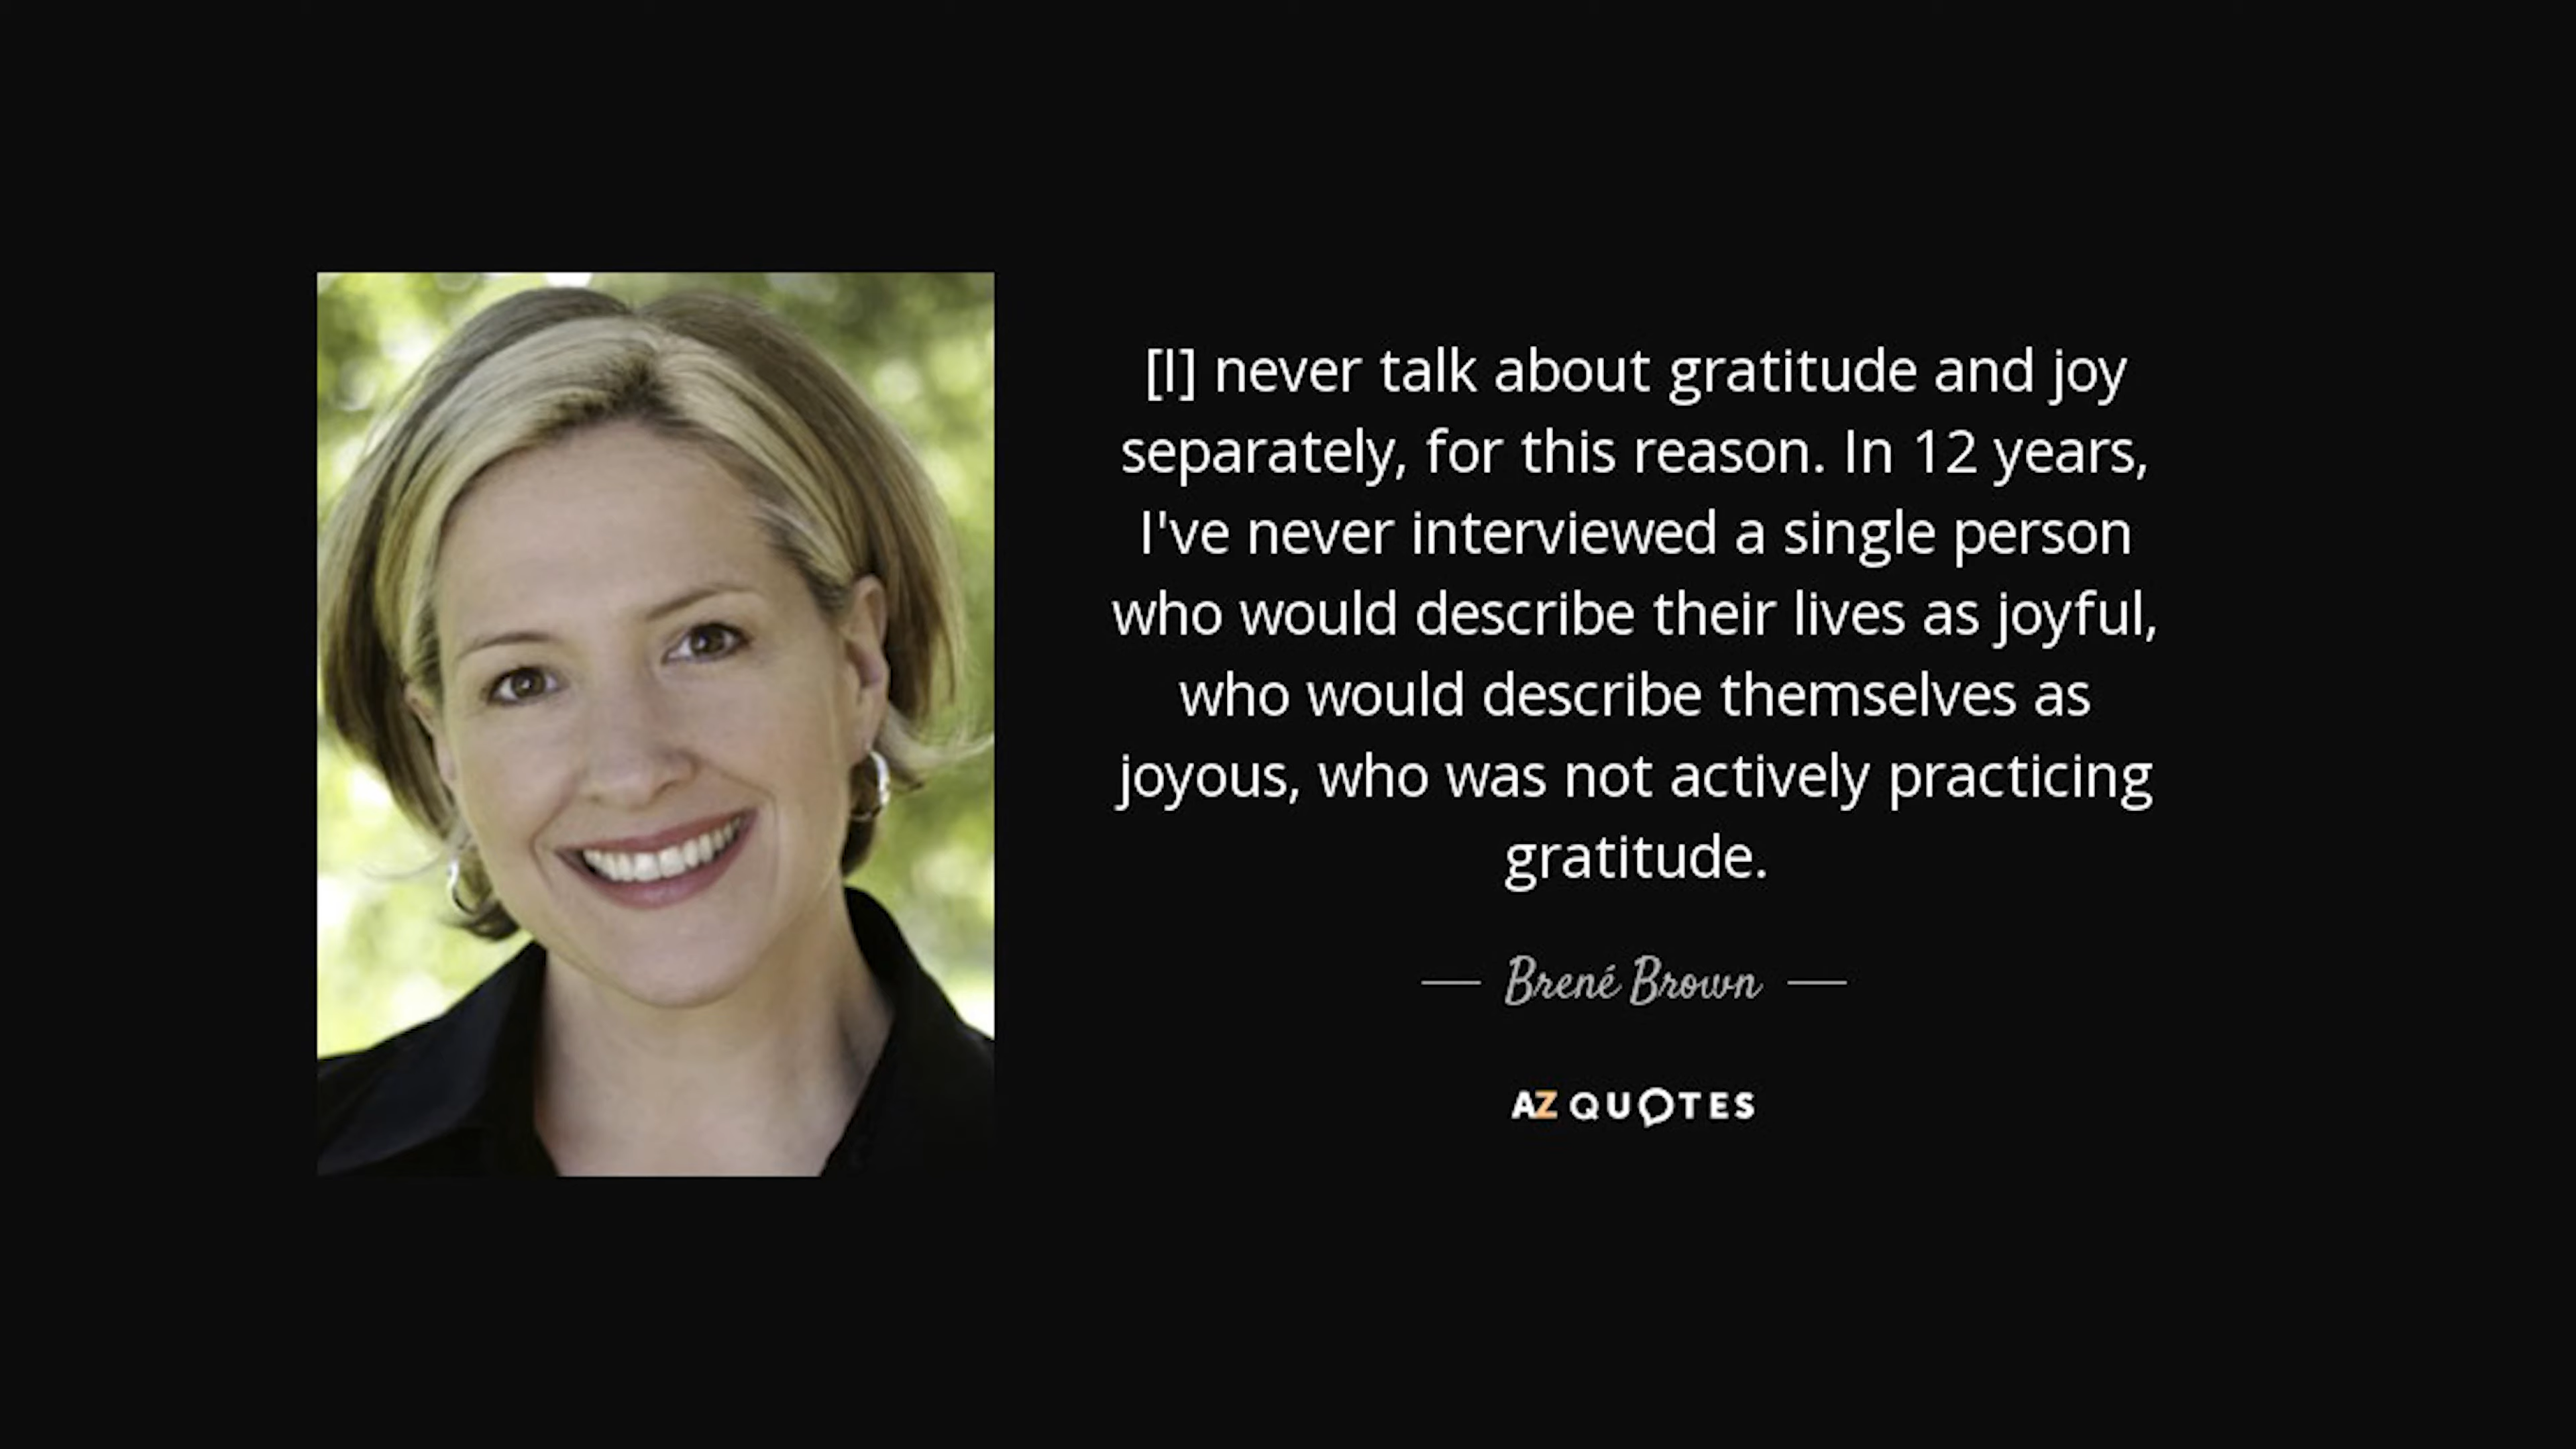 [I] never talk about gratitude and joy
separately, for this reason. In 12 years,
I've never interviewed a single person
who would describe their lives as joyful,
who would describe themselves as
joyous, who was not actively practicing
gratitude.
Brené Brown
AZ QUOTES